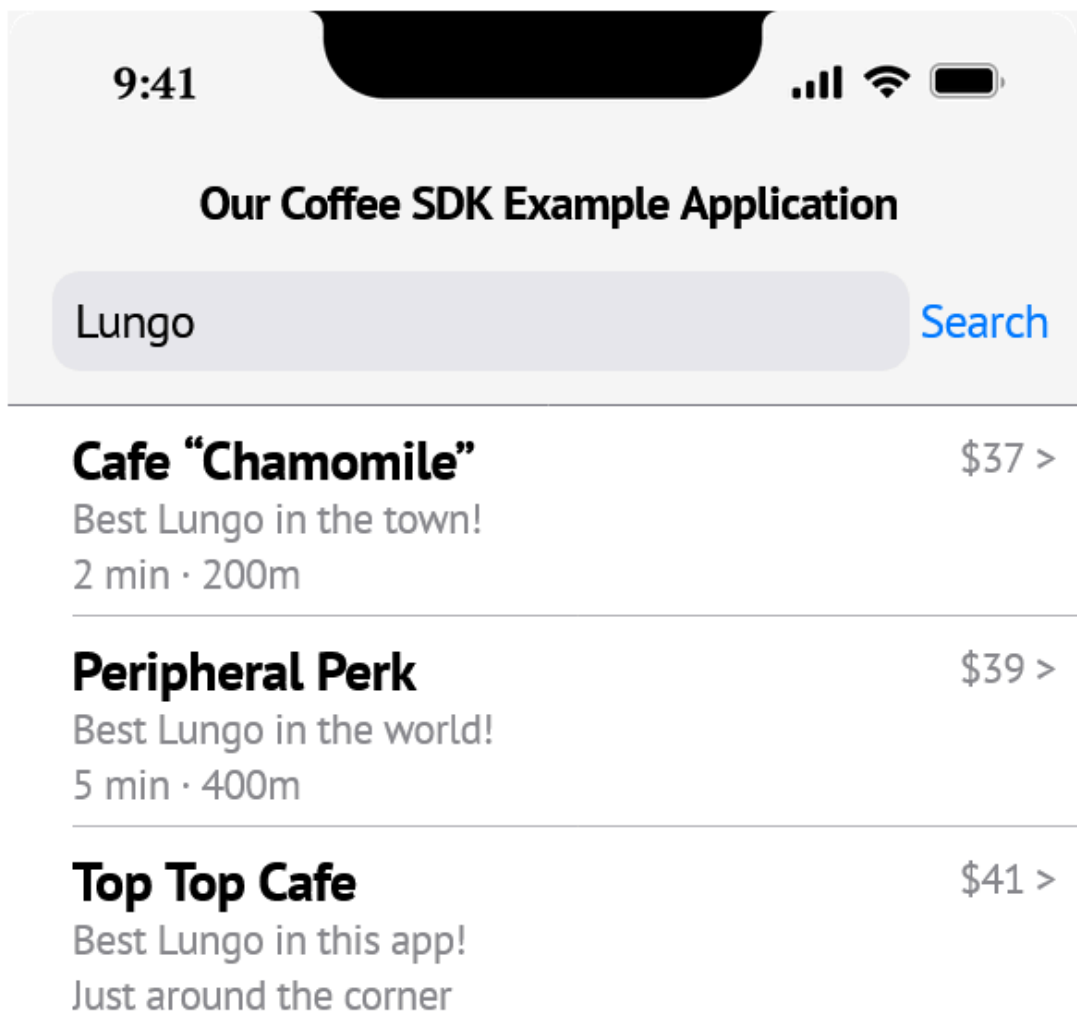 9:41
Our Coffee SDK Example Application
Lungo Search
Cafe “Chamomile” $37 >
Best Lungo in the town!
2 min · 200m
Peripheral Perk $39 >
Best Lungo in the world!
5 min · 400m
Top Top Cafe $41 >
Best Lungo in this app!
Just around the corner